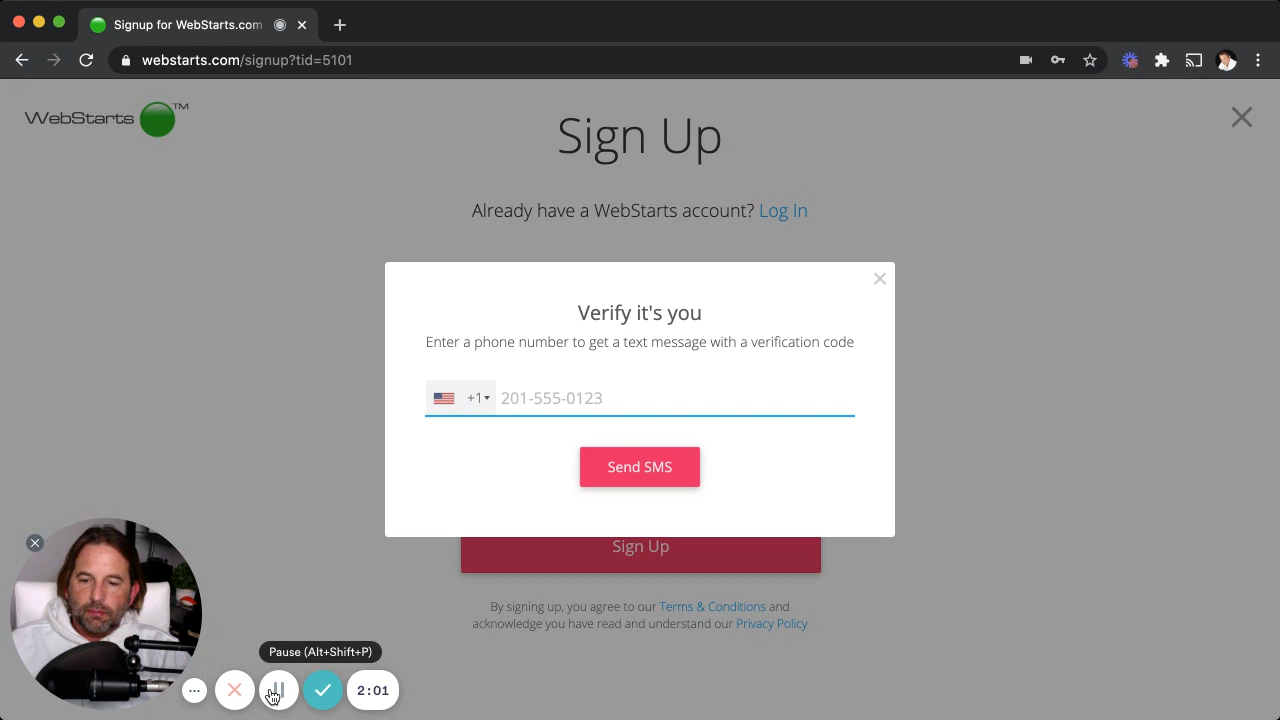 Signup for WebStarts.com
webstarts.com/signup?tid=5101
WebStarts TM
Sign Up
Already have a WebStarts account? Log In
Verify it's you
Enter a phone number to get a text message with a verification code
+1 201-555-0123
Send SMS
Sign Up
By signing up, you agree to our Terms & Conditions and
acknowledge you have read and understand our Privacy Policy
Pause (Alt+Shift+P)
2:01